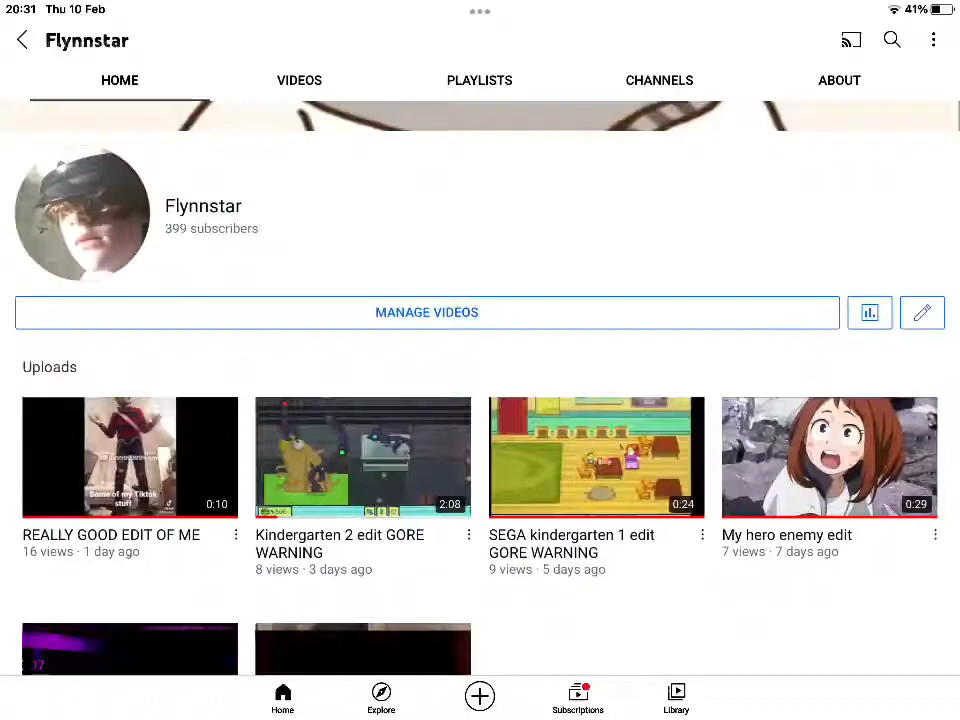 20:31 Thu 10 Feb
41%
Flynnstar
HOME VIDEOS PLAYLISTS CHANNELS ABOUT
Flynnstar
399 subscribers
MANAGE VIDEOS
Uploads
Some of my Tiktok
stuff
0:10
2:08
0:24
0:29
REALLY GOOD EDIT OF ME
16 views · 1 day ago
Kindergarten 2 edit GORE
WARNING
8 views · 3 days ago
SEGA kindergarten 1 edit
GORE WARNING
9 views · 5 days ago
My hero enemy edit
7 views · 7 days ago
Home Explore Subscriptions Library